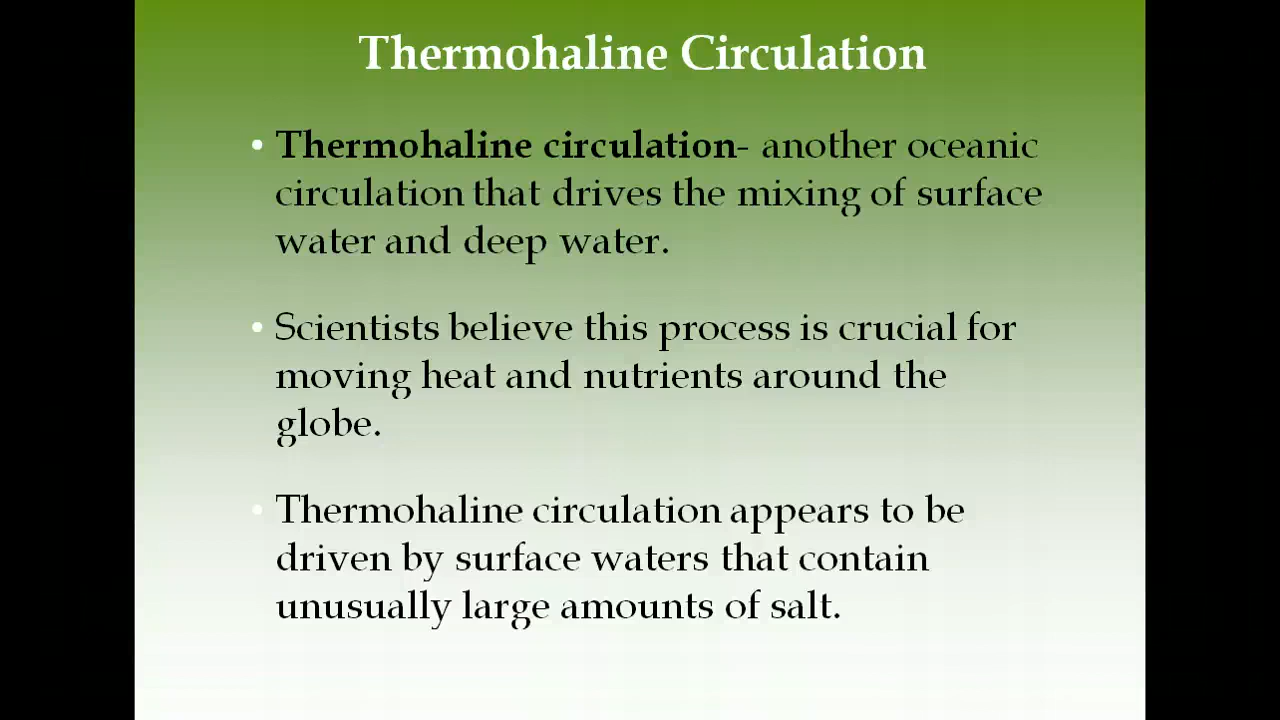 Thermohaline Circulation
• Thermohaline circulation- another oceanic
circulation that drives the mixing of surface
water and deep water.
• Scientists believe this process is crucial for
moving heat and nutrients around the
globe.
• Thermohaline circulation appears to be
driven by surface waters that contain
unusually large amounts of salt.